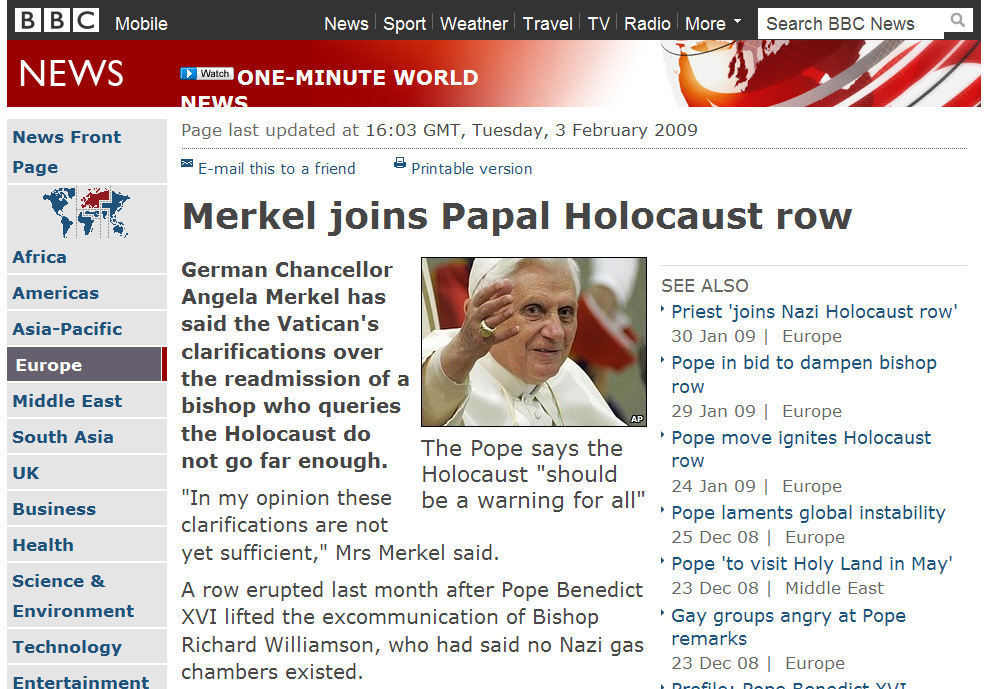 BBC Mobile News Sport Weather Travel TV Radio More Search BBC News
NEWS
Watch ONE-MINUTE WORLD
NEWS
Page last updated at 16:03 GMT, Tuesday, 3 February 2009
E-mail this to a friend Printable version
News Front
Page
Africa
Americas
Asia-Pacific
Europe
Middle East
South Asia
UK
Business
Health
Science &
Environment
Technology
Entertainment
Merkel joins Papal Holocaust row
German Chancellor
Angela Merkel has
said the Vatican's
clarifications over
the readmission of a
bishop who queries
the Holocaust do
not go far enough.
AP
The Pope says the
Holocaust "should
be a warning for all"
"In my opinion these
clarifications are not
yet sufficient," Mrs Merkel said.
A row erupted last month after Pope Benedict
XVI lifted the excommunication of Bishop
Richard Williamson, who had said no Nazi gas
chambers existed.
SEE ALSO
Priest 'joins Nazi Holocaust row'
30 Jan 09 | Europe
Pope in bid to dampen bishop
row
29 Jan 09 | Europe
Pope move ignites Holocaust
row
24 Jan 09 | Europe
Pope laments global instability
25 Dec 08 | Europe
Pope 'to visit Holy Land in May'
23 Dec 08 | Middle East
Gay groups angry at Pope
remarks
23 Dec 08 | Europe
Profile: Pope Benedict XVI